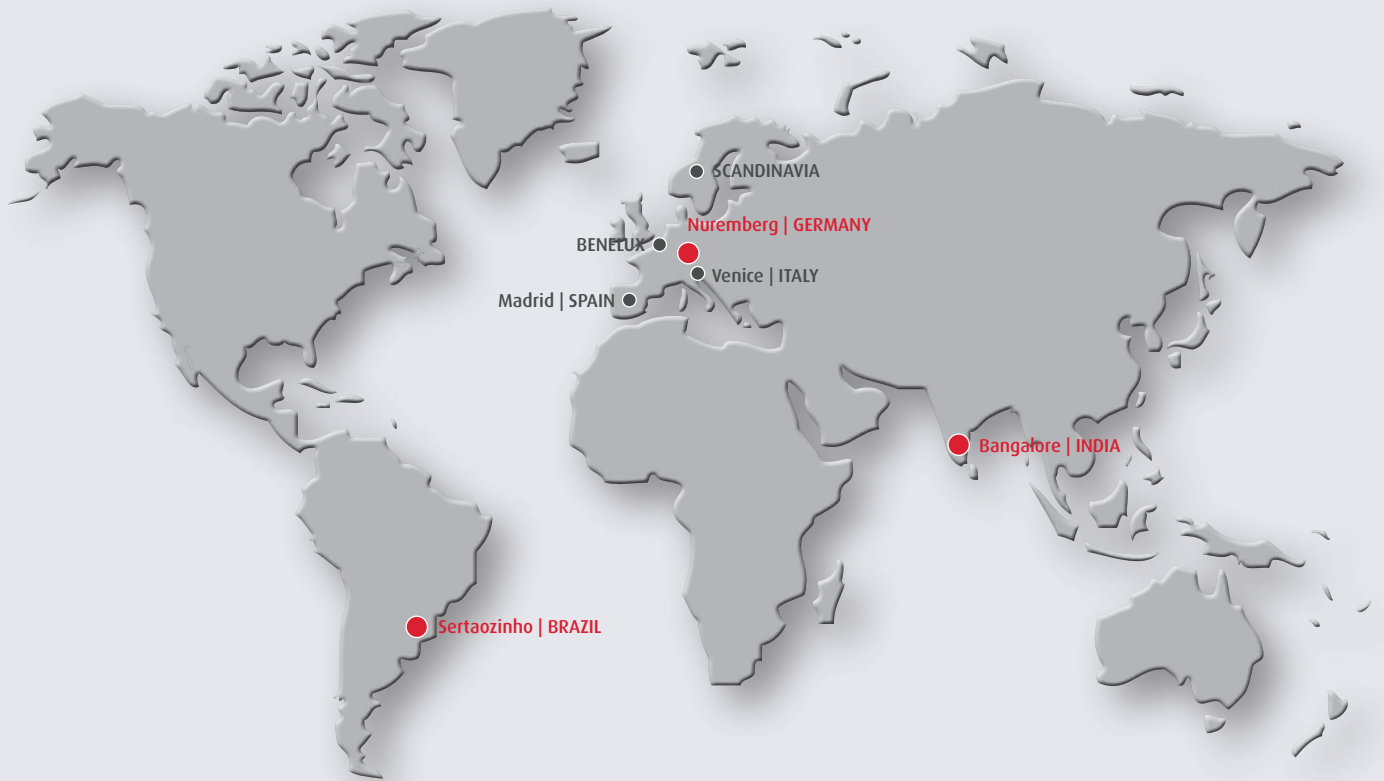 SCANDINAVIA
Nuremberg | GERMANY
BENELUX
Venice | ITALY
Madrid | SPAIN
Bangalore | INDIA
Sertaozinho | BRAZIL